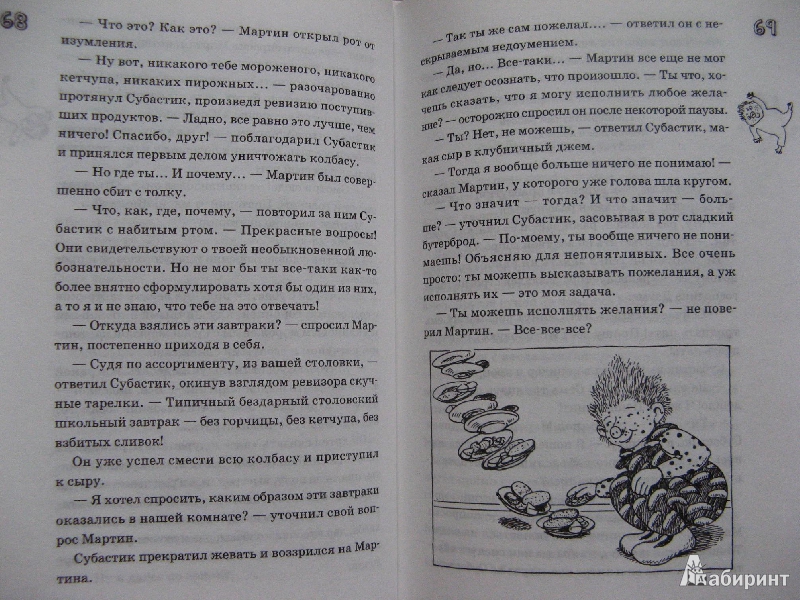 68
— Что это? Как это? — Мартин открыл рот от
изумления.
— Ну вот, никакого тебе мороженого, никакого
кетчупа, никаких пирожных... — разочарованно
протянул Субастик, произведя ревизию поступив-
ших продуктов. — Ладно, все равно это лучше, чем
ничего! Спасибо, друг! — поблагодарил Субастик
и принялся первым делом уничтожать колбасу.
— Но где ты... И почему... — Мартин был совер-
шенно сбит с толку.
— Что, как, где, почему, — повторил за ним Су-
бастик с набитым ртом. — Прекрасные вопросы!
Они свидетельствуют о твоей необыкновенной лю-
бознательности. Но не мог бы ты все-таки как-то
более внятно сформулировать хотя бы один из них,
а то я и не знаю, что тебе на это отвечать!
— Откуда взялись эти завтраки? — спросил Мар-
тин, постепенно приходя в себя.
— Судя по ассортименту, из вашей столовки, —
ответил Субастик, окинув взглядом ревизора скуч-
ные тарелки. — Типичный бездарный столовский
школьный завтрак — без горчицы, без кетчупа, без
взбитых сливок!
Он уже успел смести всю колбасу и приступил
к сыру.
— Я хотел спросить, каким образом эти завтраки
оказались в нашей комнате? — уточнил свой воп-
рос Мартин.
Субастик прекратил жевать и воззрился на Мар-
тина.
69
— Так ты же сам пожелал.... — ответил он с не-
скрываемым недоумением.
— Да, но... Все-таки... — Мартин все еще не мог
как следует осознать, что произошло. — Ты что, хо-
чешь сказать, что я могу исполнить любое жела-
ние? — осторожно спросил он после некоторой паузы.
— Ты? Нет, не можешь, — ответил Субастик, ма-
кая сыр в клубничный джем.
— Тогда я вообще больше ничего не понимаю! —
сказал Мартин, у которого уже голова шла кругом.
— Что значит — тогда? И что значит — боль-
ше? — уточнил Субастик, засовывая в рот сладкий
бутерброд. — По-моему, ты вообще ничего не пони-
маешь! Объясняю для непонятливых. Все очень
просто: ты можешь высказывать пожелания, а уж
исполнять их — это моя задача.
— Ты можешь исполнять желания? — не пове-
рил Мартин. — Все-все-все?
Лабиринт